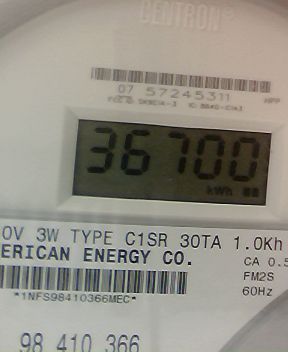 CENTRON®
07 57245311
36700
kWh
0V 3W TYPE C1SR 30TA 1.0Kh
ERICAN ENERGY CO.
CA 0.5
FM2S
*1NFS98410366MEC*
60Hz
98 410 366